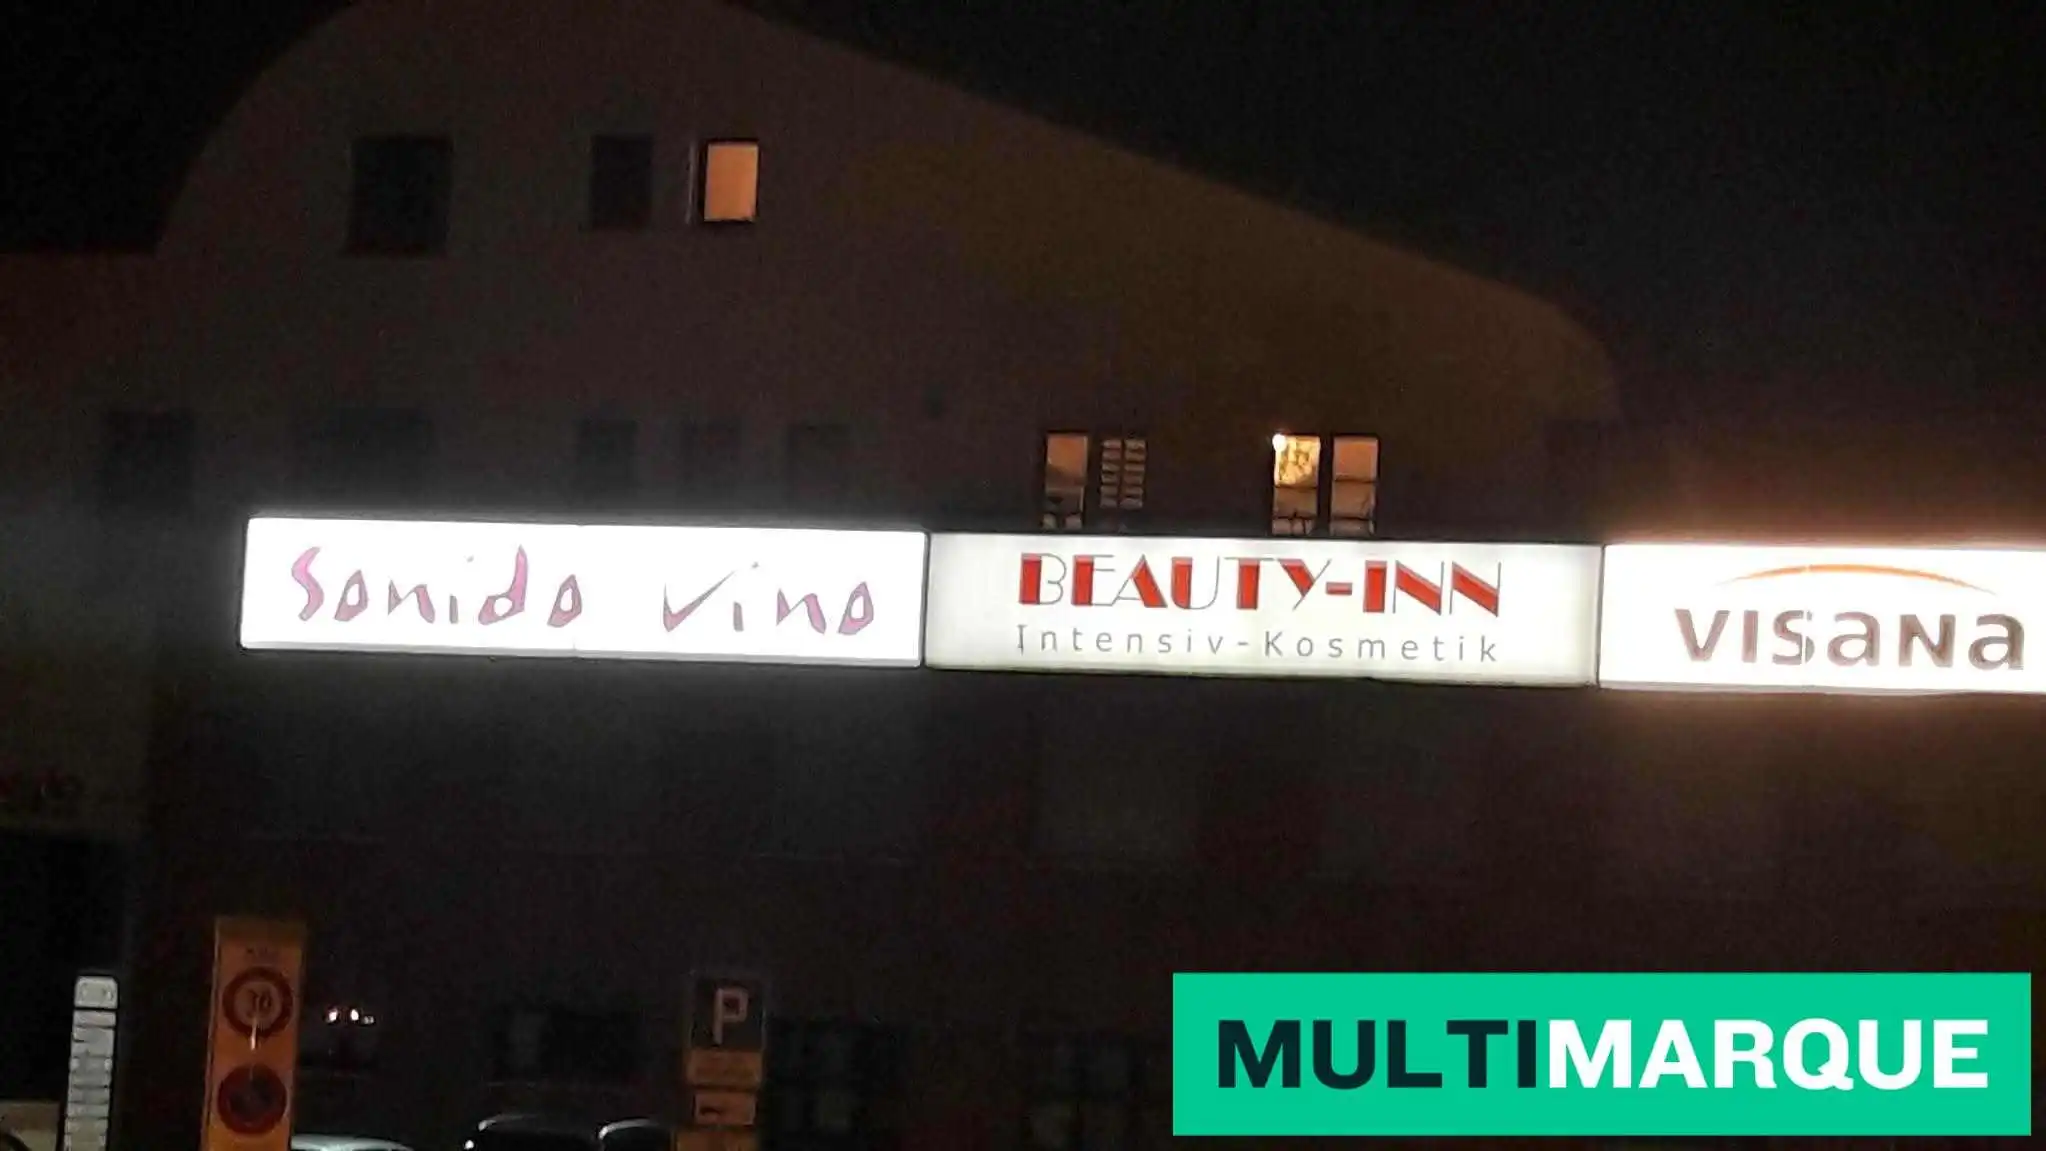 Sonido vino
BEAUTY-INN
Intensiv-Kosmetik
VISANA
30
P
MULTIMARQUE